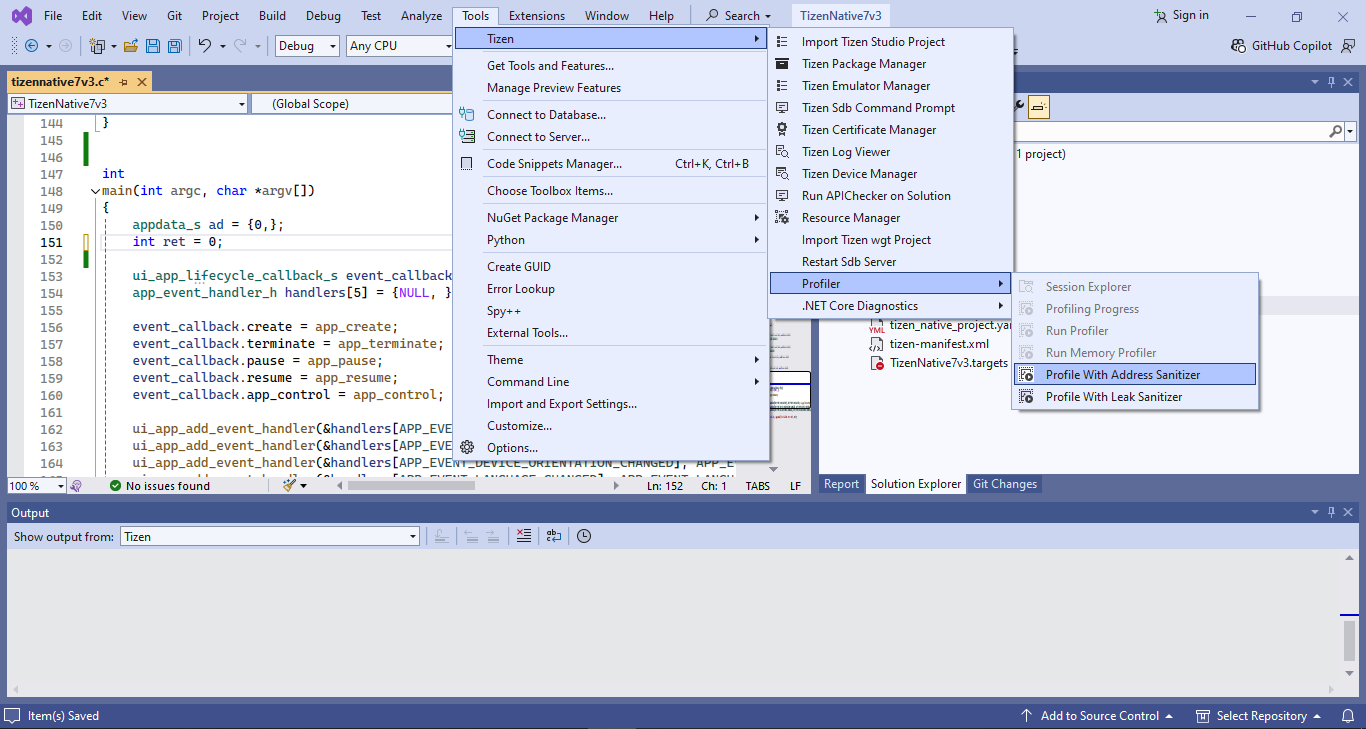 File Edit View Git Project Build Debug Test Analyze Tools Extensions Window Help Search TizenNative7v3 Sign in
Debug Any CPU GitHub Copilot
tizennative7v3.c*
TizenNative7v3 (Global Scope)
144 }
145
146
147 int
148 main(int argc, char *argv[])
149 {
150 appdata_s ad = {0,};
151 int ret = 0;
152
153 ui_app_lifecycle_callback_s event_callback
154 app_event_handler_h handlers[5] = {NULL, }
155
156 event_callback.create = app_create;
157 event_callback.terminate = app_terminate;
158 event_callback.pause = app_pause;
159 event_callback.resume = app_resume;
160 event_callback.app_control = app_control;
161
162 ui_app_add_event_handler(&handlers[APP_EVE
163 ui_app_add_event_handler(&handlers[APP_EVE
164 ui_app_add_event_handler(&handlers[APP_EVENT_DEVICE_ORIENTATION_CHANGED], APP_E
100 % No issues found Ln: 152 Ch: 1 TABS LF
Tizen
Get Tools and Features...
Manage Preview Features
Connect to Database...
Connect to Server...
Code Snippets Manager... Ctrl+K, Ctrl+B
Choose Toolbox Items...
NuGet Package Manager
Python
Create GUID
Error Lookup
Spy++
External Tools...
Theme
Command Line
Import and Export Settings...
Customize...
Options...
Import Tizen Studio Project
Tizen Package Manager
Tizen Emulator Manager
Tizen Sdb Command Prompt
Tizen Certificate Manager
Tizen Log Viewer
Tizen Device Manager
Run APIChecker on Solution
Resource Manager
Import Tizen wgt Project
Restart Sdb Server
Profiler
.NET Core Diagnostics
Session Explorer
Profiling Progress
Run Profiler
Run Memory Profiler
Profile With Address Sanitizer
Profile With Leak Sanitizer
1 project)
YML tizen_native_project.ya
tizen-manifest.xml
TizenNative7v3.targets
Report Solution Explorer Git Changes
Output
Show output from: Tizen
Item(s) Saved Add to Source Control Select Repository